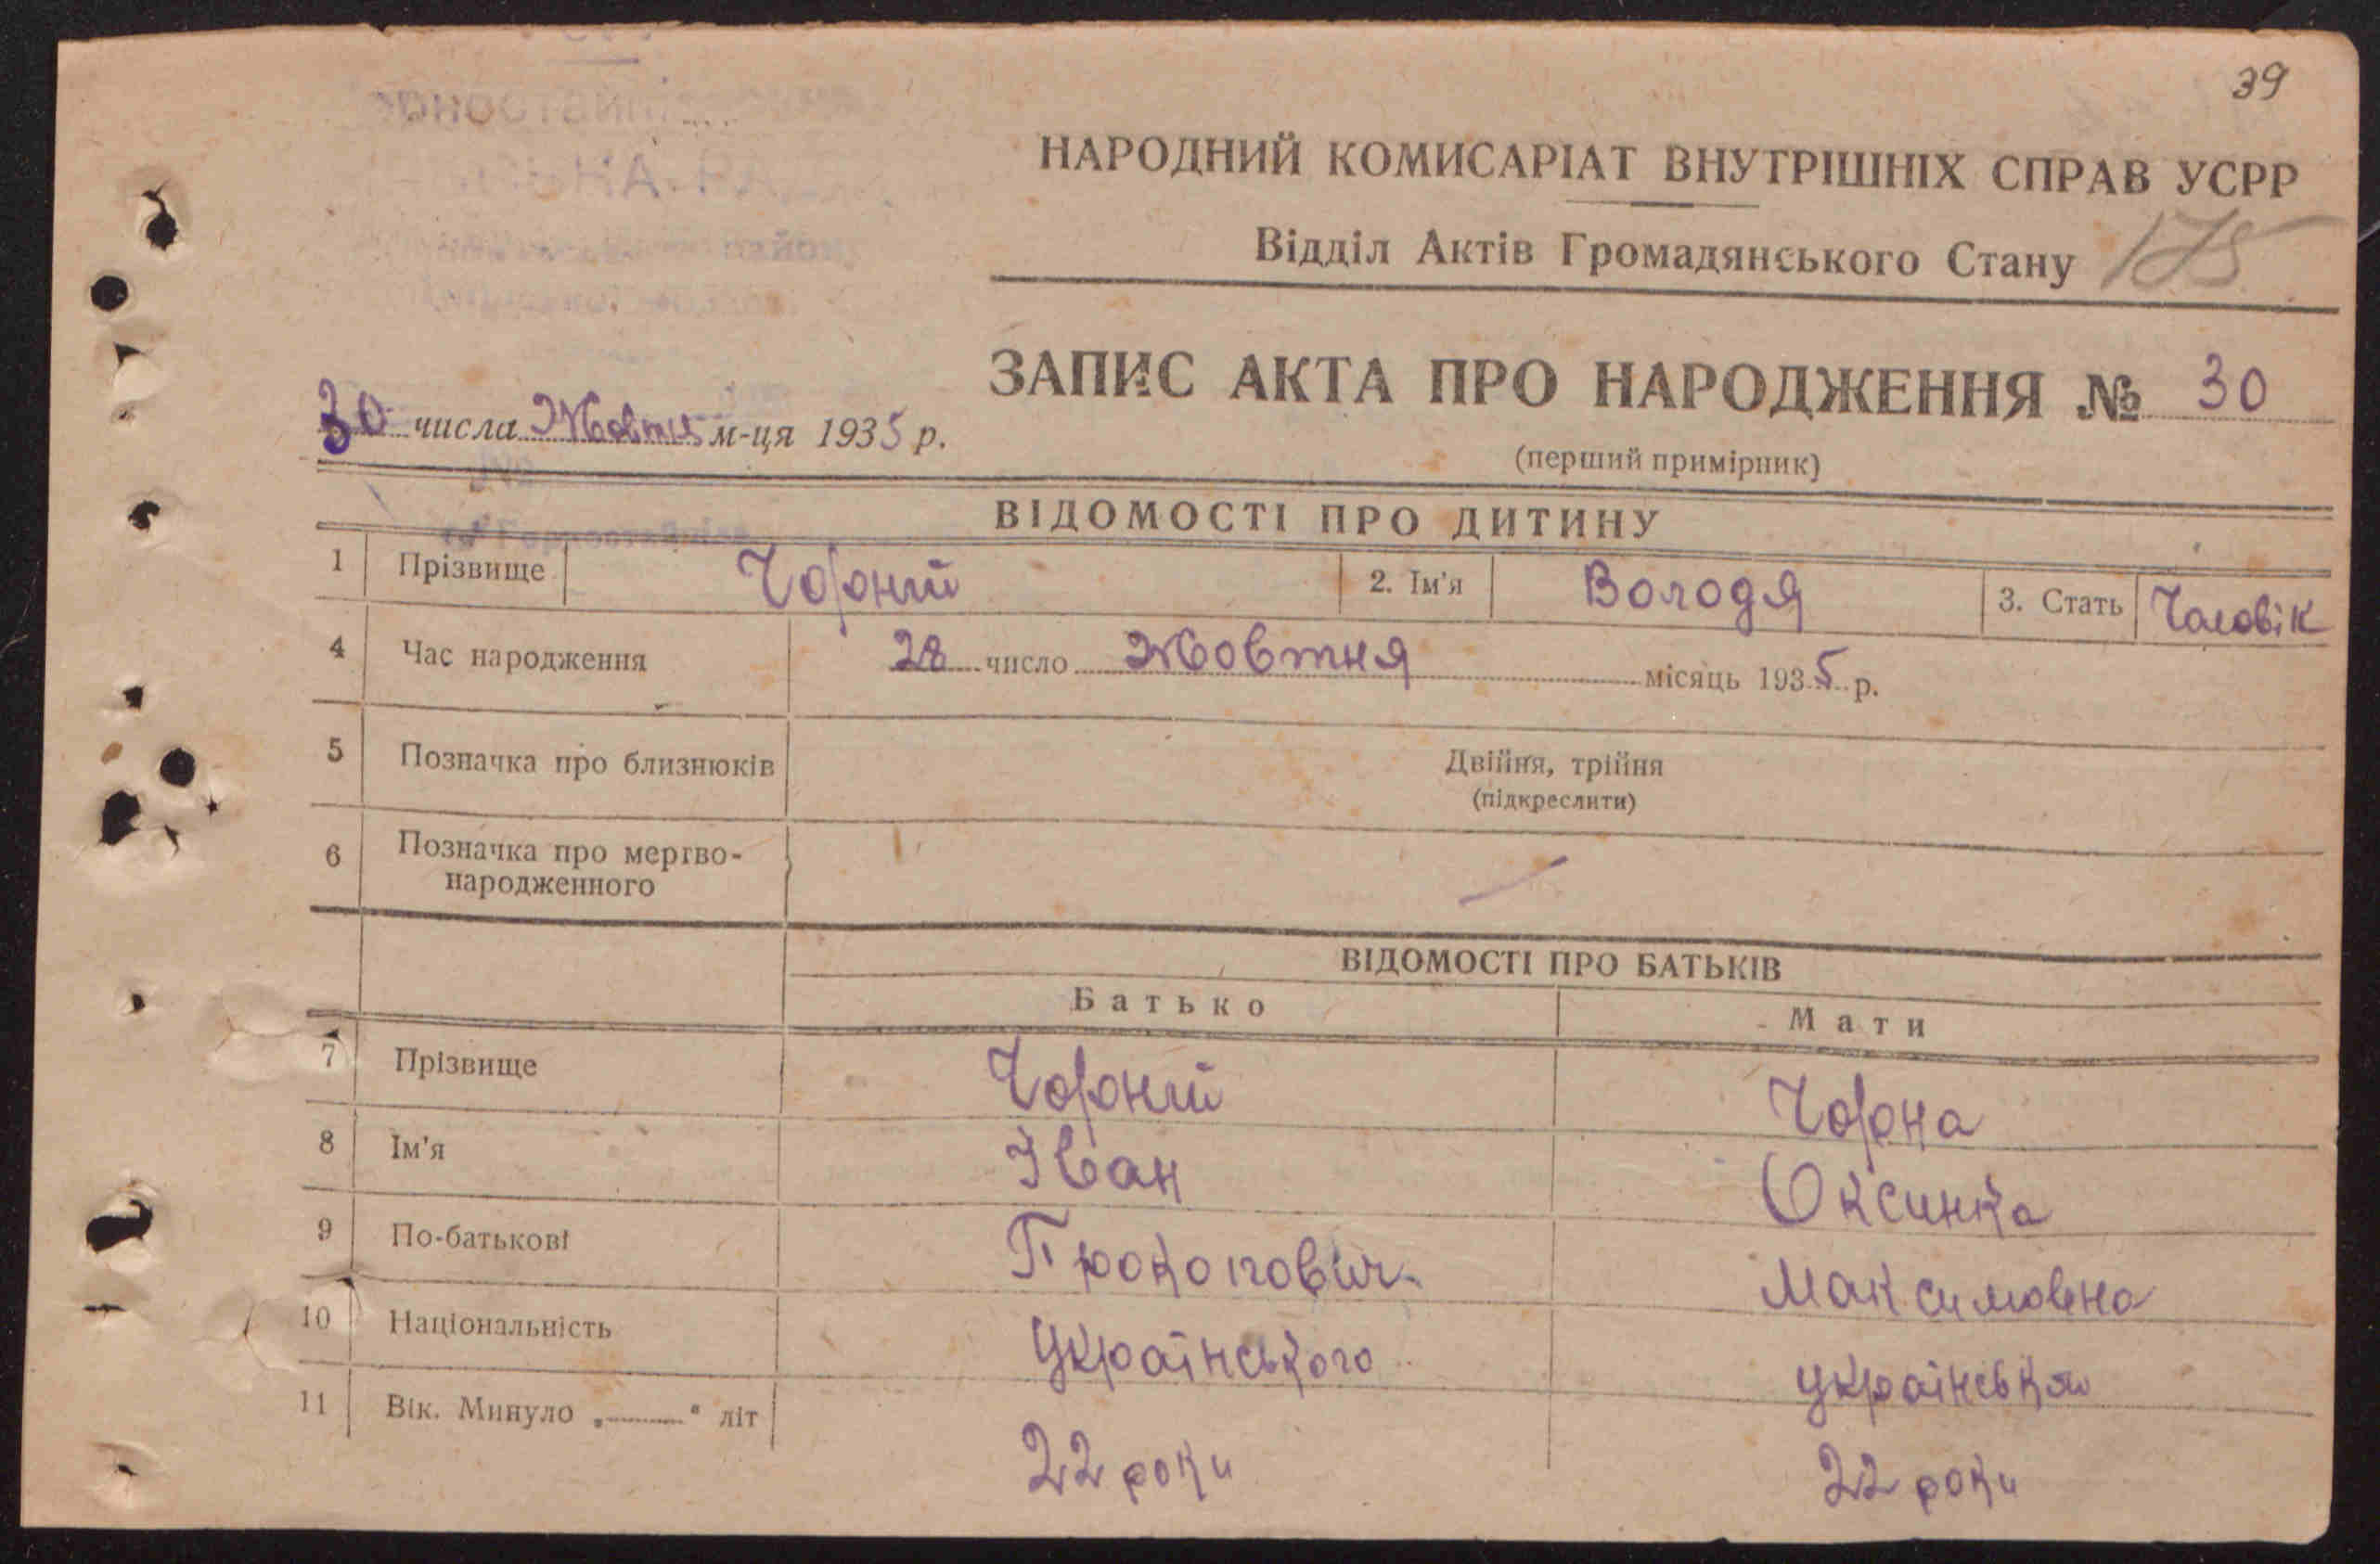 39
НАРОДНИЙ КОМИСАРІАТ ВНУТРІШНІХ СПРАВ УСРР
Відділ Актів Громадянського Стану 175
ЗАПИС АКТА ПРО НАРОДЖЕННЯ № 30
30 числа Жовтня м-ця 1935 р.
(перший примірник)
ВІДОМОСТІ ПРО ДИТИНУ
1 Прізвище Чорний 2. Ім'я Володя 3. Стать Чоловік
4 Час народження 28 число Жовтня місяць 1935 р.
5 Позначка про близнюків Двійня, трійня
(підкреслити)
6 Позначка про мертво-
народженного
ВІДОМОСТІ ПРО БАТЬКІВ
Батько Мати
7 Прізвище Чорний Чорна
8 Ім'я Іван Оксинка
9 По-батькові Прокопович Максимовна
10 Національність Українського
11 Вік. Минуло „ “ літ 22 роки 22 роки